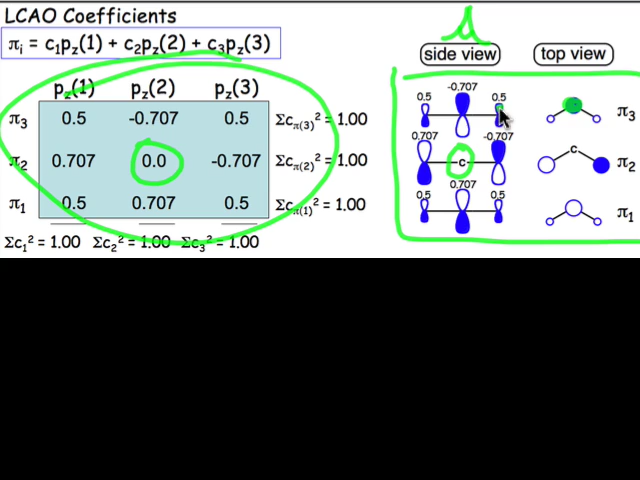 LCAO Coefficients
πi = c1pz(1) + c2pz(2) + c3pz(3)
pz(1) pz(2) pz(3)
π3 0.5 -0.707 0.5 Σcπ(3)² = 1.00
π2 0.707 0.0 -0.707 Σcπ(2)² = 1.00
π1 0.5 0.707 0.5 Σcπ(1)² = 1.00
Σc1² = 1.00 Σc2² = 1.00 Σc3² = 1.00
side view top view
0.5 -0.707 0.5 π3
0.707 c -0.707 c π2
0.5 0.707 0.5 π1